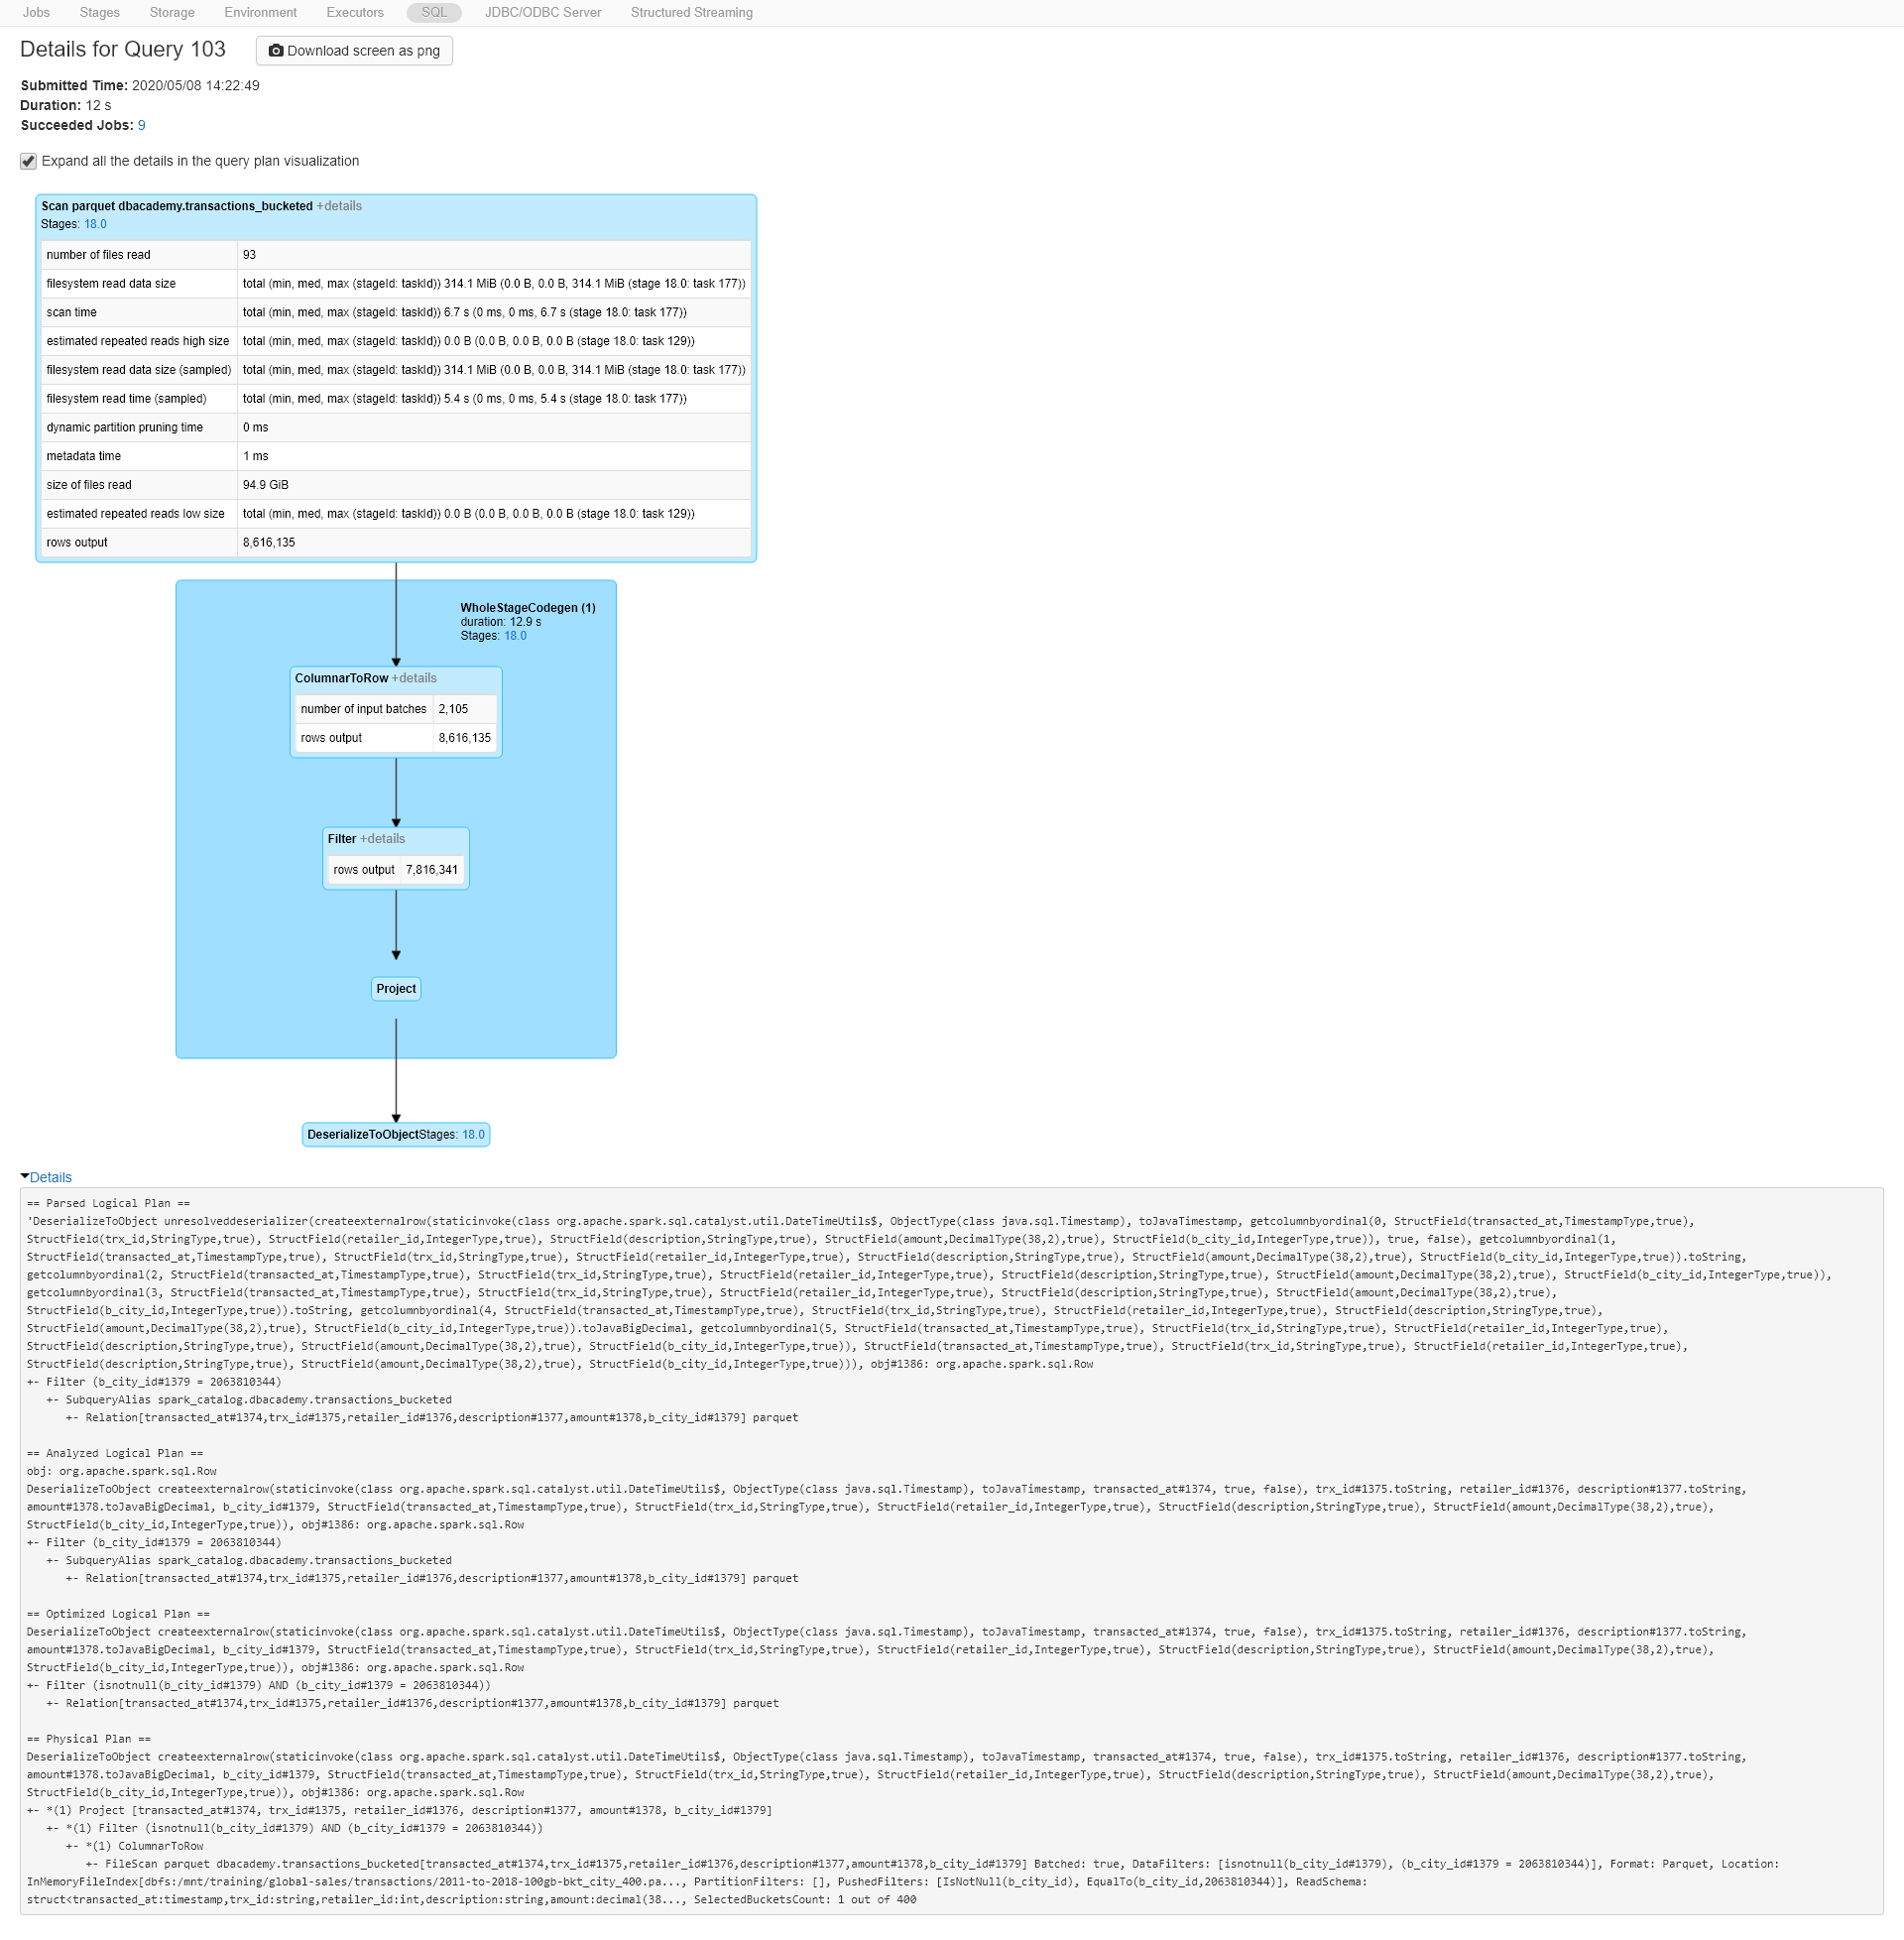 Jobs Stages Storage Environment Executors SQL JDBC/ODBC Server Structured Streaming
Details for Query 103 Download screen as png
Submitted Time: 2020/05/08 14:22:49
Duration: 12 s
Succeeded Jobs: 9
Expand all the details in the query plan visualization
Scan parquet dbacademy.transactions_bucketed +details
Stages: 18.0
number of files read 93
filesystem read data size total (min, med, max (stageId: taskId)) 314.1 MiB (0.0 B, 0.0 B, 314.1 MiB (stage 18.0: task 177))
scan time total (min, med, max (stageId: taskId)) 6.7 s (0 ms, 0 ms, 6.7 s (stage 18.0: task 177))
estimated repeated reads high size total (min, med, max (stageId: taskId)) 0.0 B (0.0 B, 0.0 B, 0.0 B (stage 18.0: task 129))
filesystem read data size (sampled) total (min, med, max (stageId: taskId)) 314.1 MiB (0.0 B, 0.0 B, 314.1 MiB (stage 18.0: task 177))
filesystem read time (sampled) total (min, med, max (stageId: taskId)) 5.4 s (0 ms, 0 ms, 5.4 s (stage 18.0: task 177))
dynamic partition pruning time 0 ms
metadata time 1 ms
size of files read 94.9 GiB
estimated repeated reads low size total (min, med, max (stageId: taskId)) 0.0 B (0.0 B, 0.0 B, 0.0 B (stage 18.0: task 129))
rows output 8,616,135
WholeStageCodegen (1)
duration: 12.9 s
Stages: 18.0
ColumnarToRow +details
number of input batches 2,105
rows output 8,616,135
Filter +details
rows output 7,816,341
Project
DeserializeToObjectStages: 18.0
Details
== Parsed Logical Plan ==
'DeserializeToObject unresolveddeserializer(createexternalrow(staticinvoke(class org.apache.spark.sql.catalyst.util.DateTimeUtils$, ObjectType(class java.sql.Timestamp), toJavaTimestamp, getcolumnbyordinal(0, StructField(transacted_at,TimestampType,true),
StructField(trx_id,StringType,true), StructField(retailer_id,IntegerType,true), StructField(description,StringType,true), StructField(amount,DecimalType(38,2),true), StructField(b_city_id,IntegerType,true)), true, false), getcolumnbyordinal(1,
StructField(transacted_at,TimestampType,true), StructField(trx_id,StringType,true), StructField(retailer_id,IntegerType,true), StructField(description,StringType,true), StructField(amount,DecimalType(38,2),true), StructField(b_city_id,IntegerType,true)).toString,
getcolumnbyordinal(2, StructField(transacted_at,TimestampType,true), StructField(trx_id,StringType,true), StructField(retailer_id,IntegerType,true), StructField(description,StringType,true), StructField(amount,DecimalType(38,2),true), StructField(b_city_id,IntegerType,true)),
getcolumnbyordinal(3, StructField(transacted_at,TimestampType,true), StructField(trx_id,StringType,true), StructField(retailer_id,IntegerType,true), StructField(description,StringType,true), StructField(amount,DecimalType(38,2),true),
StructField(b_city_id,IntegerType,true)).toString, getcolumnbyordinal(4, StructField(transacted_at,TimestampType,true), StructField(trx_id,StringType,true), StructField(retailer_id,IntegerType,true), StructField(description,StringType,true),
StructField(amount,DecimalType(38,2),true), StructField(b_city_id,IntegerType,true)).toJavaBigDecimal, getcolumnbyordinal(5, StructField(transacted_at,TimestampType,true), StructField(trx_id,StringType,true), StructField(retailer_id,IntegerType,true),
StructField(description,StringType,true), StructField(amount,DecimalType(38,2),true), StructField(b_city_id,IntegerType,true)), StructField(transacted_at,TimestampType,true), StructField(trx_id,StringType,true), StructField(retailer_id,IntegerType,true),
StructField(description,StringType,true), StructField(amount,DecimalType(38,2),true), StructField(b_city_id,IntegerType,true))), obj#1386: org.apache.spark.sql.Row
+- Filter (b_city_id#1379 = 2063810344)
+- SubqueryAlias spark_catalog.dbacademy.transactions_bucketed
+- Relation[transacted_at#1374,trx_id#1375,retailer_id#1376,description#1377,amount#1378,b_city_id#1379] parquet
== Analyzed Logical Plan ==
obj: org.apache.spark.sql.Row
DeserializeToObject createexternalrow(staticinvoke(class org.apache.spark.sql.catalyst.util.DateTimeUtils$, ObjectType(class java.sql.Timestamp), toJavaTimestamp, transacted_at#1374, true, false), trx_id#1375.toString, retailer_id#1376, description#1377.toString,
amount#1378.toJavaBigDecimal, b_city_id#1379, StructField(transacted_at,TimestampType,true), StructField(trx_id,StringType,true), StructField(retailer_id,IntegerType,true), StructField(description,StringType,true), StructField(amount,DecimalType(38,2),true),
StructField(b_city_id,IntegerType,true)), obj#1386: org.apache.spark.sql.Row
+- Filter (b_city_id#1379 = 2063810344)
+- SubqueryAlias spark_catalog.dbacademy.transactions_bucketed
+- Relation[transacted_at#1374,trx_id#1375,retailer_id#1376,description#1377,amount#1378,b_city_id#1379] parquet
== Optimized Logical Plan ==
DeserializeToObject createexternalrow(staticinvoke(class org.apache.spark.sql.catalyst.util.DateTimeUtils$, ObjectType(class java.sql.Timestamp), toJavaTimestamp, transacted_at#1374, true, false), trx_id#1375.toString, retailer_id#1376, description#1377.toString,
amount#1378.toJavaBigDecimal, b_city_id#1379, StructField(transacted_at,TimestampType,true), StructField(trx_id,StringType,true), StructField(retailer_id,IntegerType,true), StructField(description,StringType,true), StructField(amount,DecimalType(38,2),true),
StructField(b_city_id,IntegerType,true)), obj#1386: org.apache.spark.sql.Row
+- Filter (isnotnull(b_city_id#1379) AND (b_city_id#1379 = 2063810344))
+- Relation[transacted_at#1374,trx_id#1375,retailer_id#1376,description#1377,amount#1378,b_city_id#1379] parquet
== Physical Plan ==
DeserializeToObject createexternalrow(staticinvoke(class org.apache.spark.sql.catalyst.util.DateTimeUtils$, ObjectType(class java.sql.Timestamp), toJavaTimestamp, transacted_at#1374, true, false), trx_id#1375.toString, retailer_id#1376, description#1377.toString,
amount#1378.toJavaBigDecimal, b_city_id#1379, StructField(transacted_at,TimestampType,true), StructField(trx_id,StringType,true), StructField(retailer_id,IntegerType,true), StructField(description,StringType,true), StructField(amount,DecimalType(38,2),true),
StructField(b_city_id,IntegerType,true)), obj#1386: org.apache.spark.sql.Row
+- *(1) Project [transacted_at#1374, trx_id#1375, retailer_id#1376, description#1377, amount#1378, b_city_id#1379]
+- *(1) Filter (isnotnull(b_city_id#1379) AND (b_city_id#1379 = 2063810344))
+- *(1) ColumnarToRow
+- FileScan parquet dbacademy.transactions_bucketed[transacted_at#1374,trx_id#1375,retailer_id#1376,description#1377,amount#1378,b_city_id#1379] Batched: true, DataFilters: [isnotnull(b_city_id#1379), (b_city_id#1379 = 2063810344)], Format: Parquet, Location:
InMemoryFileIndex[dbfs:/mnt/training/global-sales/transactions/2011-to-2018-100gb-bkt_city_400.pa..., PartitionFilters: [], PushedFilters: [IsNotNull(b_city_id), EqualTo(b_city_id,2063810344)], ReadSchema:
struct<transacted_at:timestamp,trx_id:string,retailer_id:int,description:string,amount:decimal(38..., SelectedBucketsCount: 1 out of 400